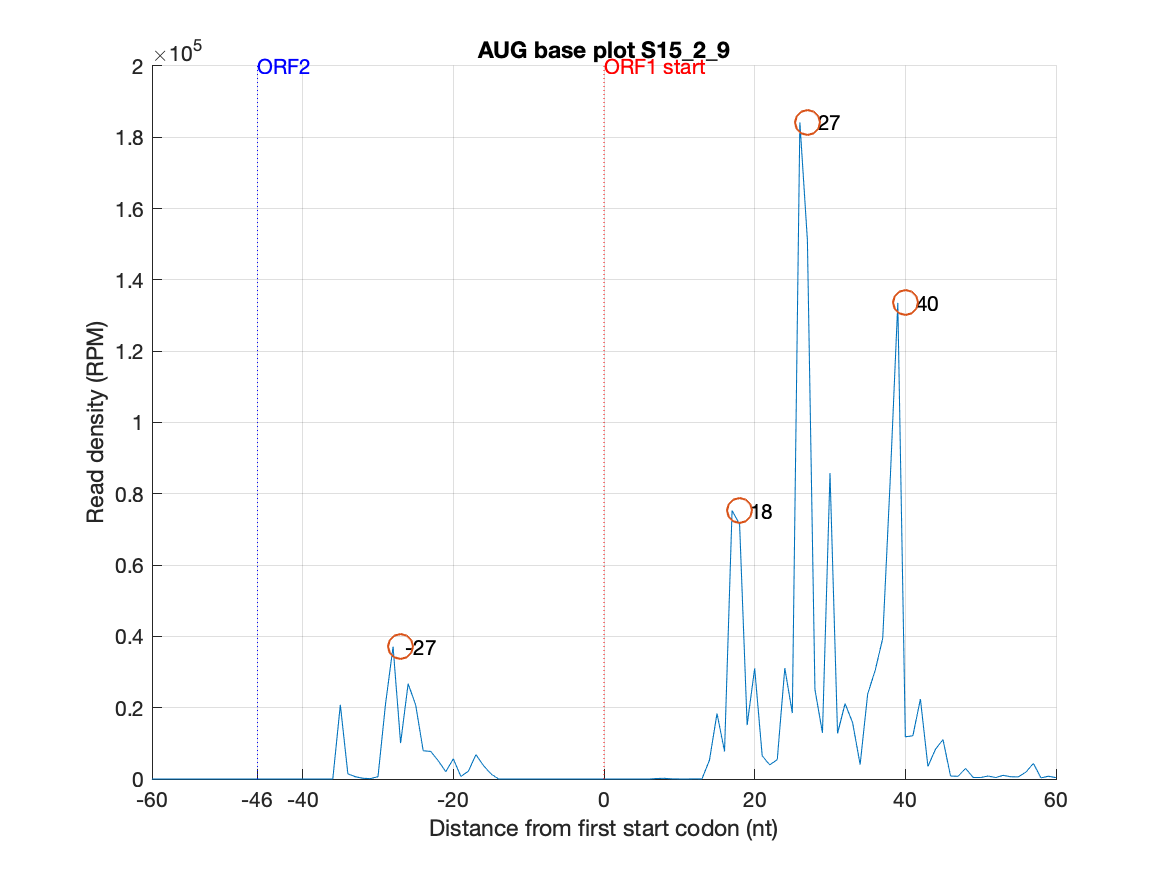 AUG base plot S15_2_9
×10⁵
ORF2
ORF1 start
2
1.8
1.6
1.4
1.2
1
0.8
0.6
0.4
0.2
0
27
40
18
-27
Read density (RPM)
-60 -46 -40 -20 0 20 40 60
Distance from first start codon (nt)